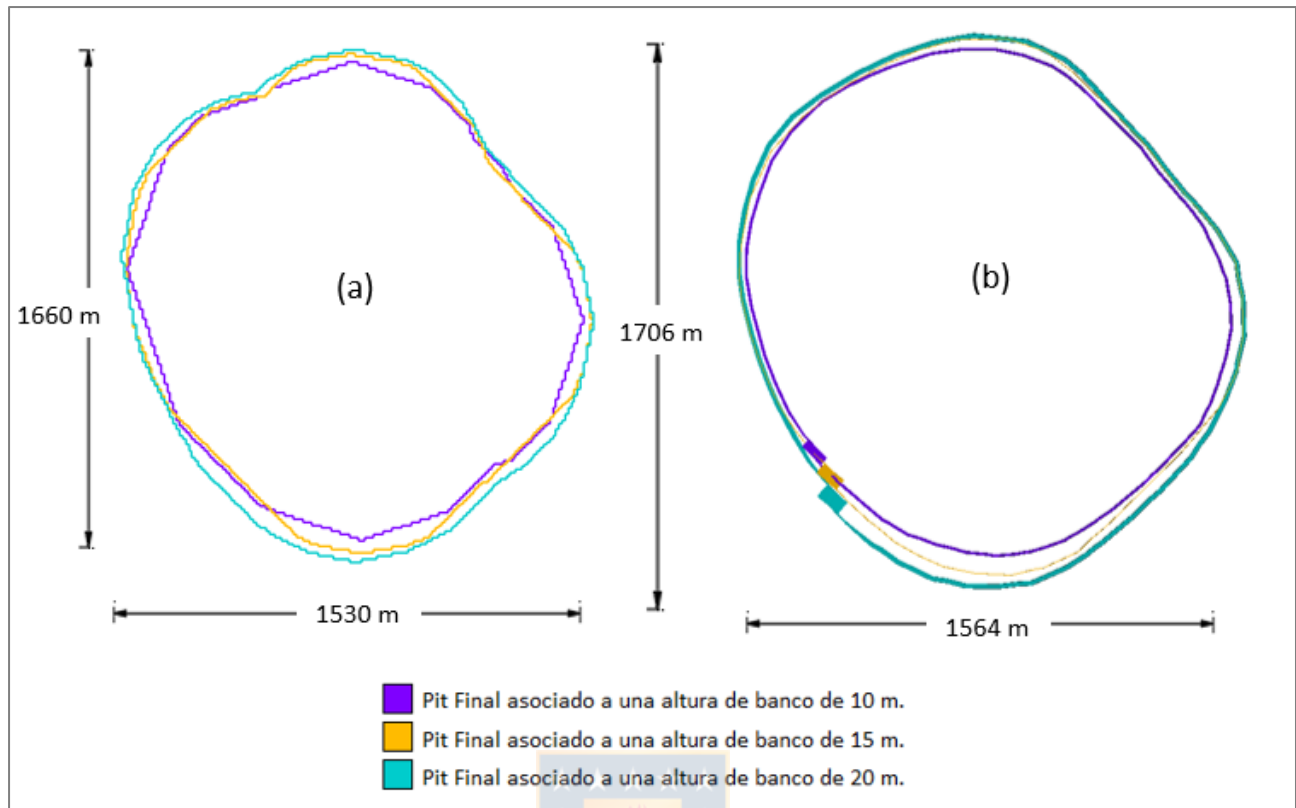 (a)
(b)
1660 m
1706 m
1530 m
1564 m
Pit Final asociado a una altura de banco de 10 m.
Pit Final asociado a una altura de banco de 15 m.
Pit Final asociado a una altura de banco de 20 m.